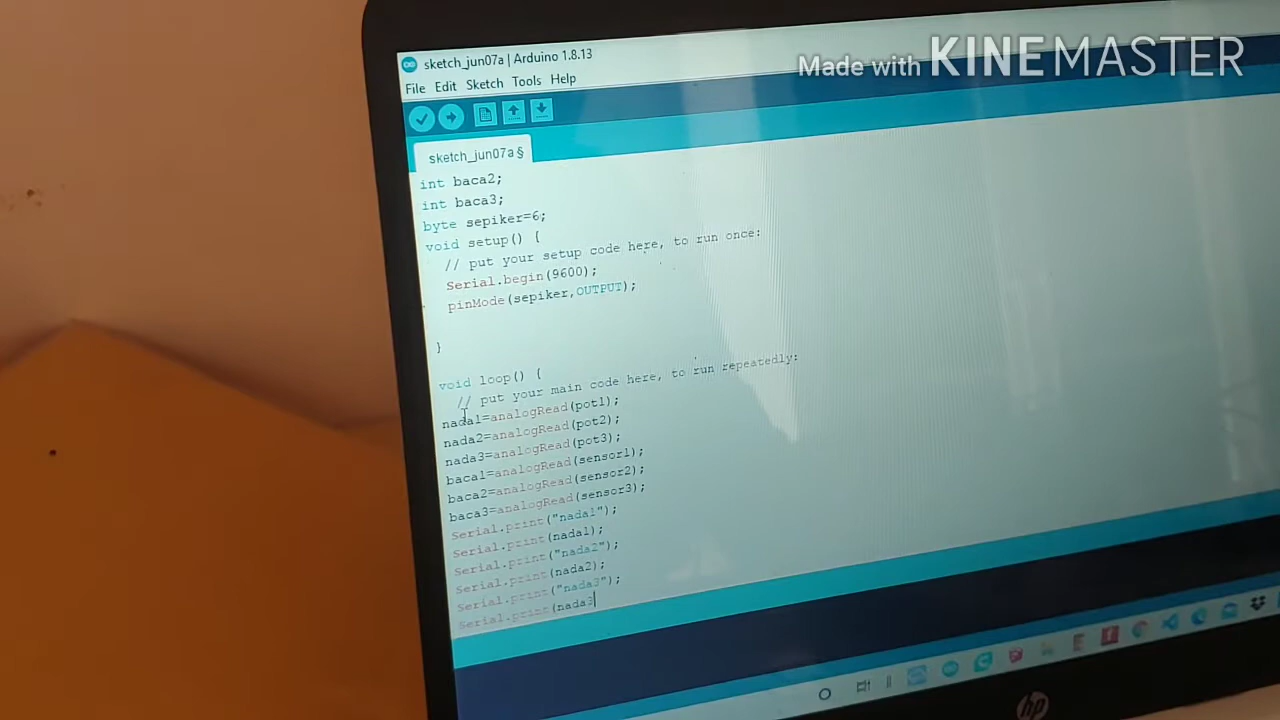 sketch_jun07a | Arduino 1.8.13
Made with KINEMASTER
File Edit Sketch Tools Help
sketch_jun07a §
int baca2;
int baca3;
byte sepiker=6;
void setup() {
// put your setup code here, to run once:
Serial.begin(9600);
pinMode(sepiker,OUTPUT);
}
void loop() {
// put your main code here, to run repeatedly:
nada1=analogRead(pot1);
nada2=analogRead(pot2);
nada3=analogRead(pot3);
baca1=analogRead(sensor1);
baca2=analogRead(sensor2);
baca3=analogRead(sensor3);
Serial.print("nada1");
Serial.print(nada1);
Serial.print("nada2");
Serial.print(nada2);
Serial.print("nada3");
Serial.print(nada3
hp